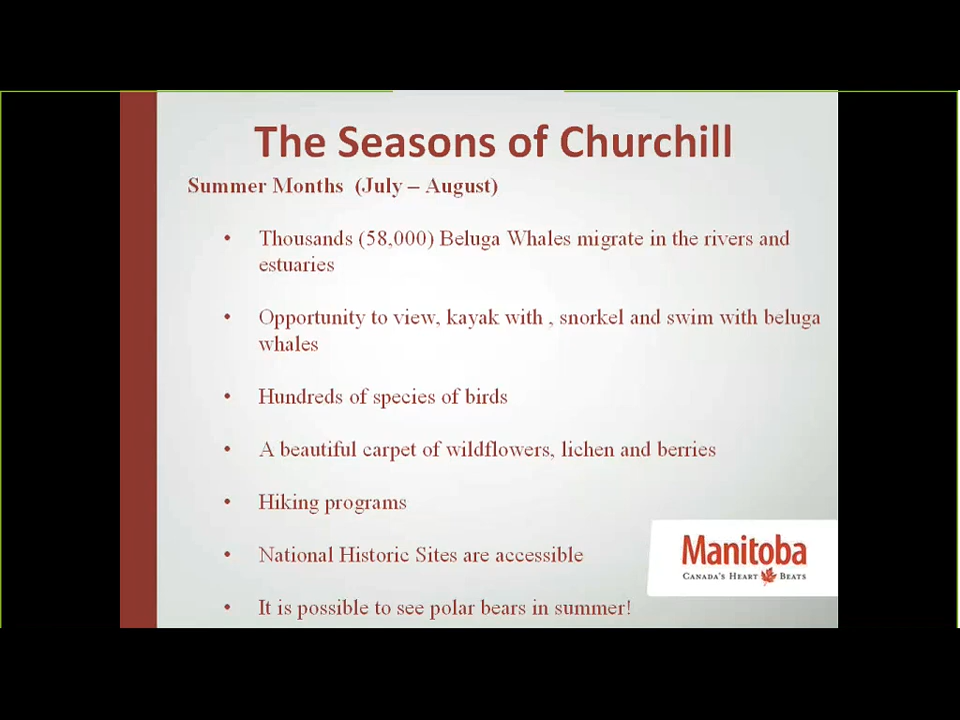 The Seasons of Churchill
Summer Months (July – August)
• Thousands (58,000) Beluga Whales migrate in the rivers and
estuaries
• Opportunity to view, kayak with , snorkel and swim with beluga
whales
• Hundreds of species of birds
• A beautiful carpet of wildflowers, lichen and berries
• Hiking programs
• National Historic Sites are accessible
• It is possible to see polar bears in summer!
Manitoba
CANADA'S HEART BEATS